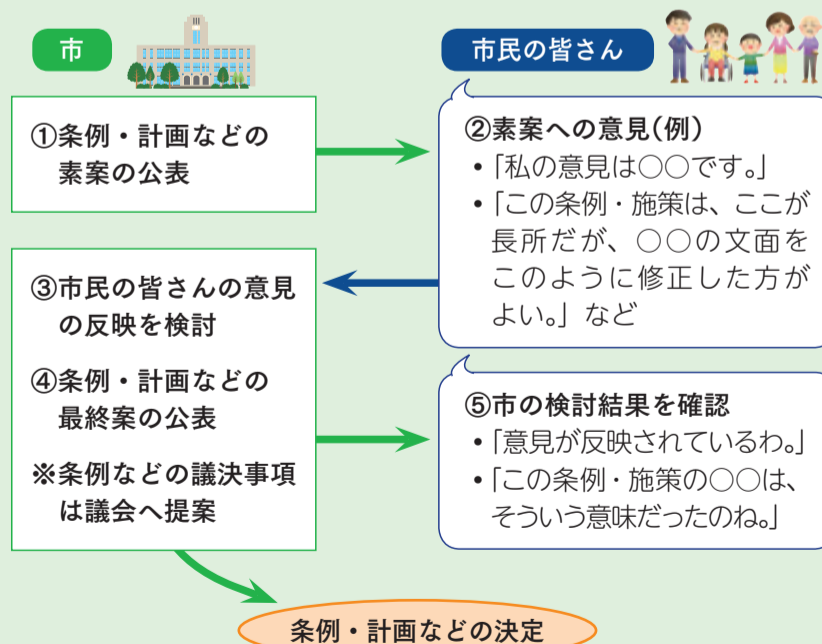 市
市民の皆さん
①条例・計画などの
素案の公表
②素案への意見(例)
•「私の意見は○○です。」
•「この条例・施策は、ここが
長所だが、○○の文面を
このように修正した方が
よい。」など
③市民の皆さんの意見
の反映を検討
④条例・計画などの
最終案の公表
※条例などの議決事項
は議会へ提案
⑤市の検討結果を確認
•「意見が反映されているわ。」
•「この条例・施策の○○は、
そういう意味だったのね。」
条例・計画などの決定